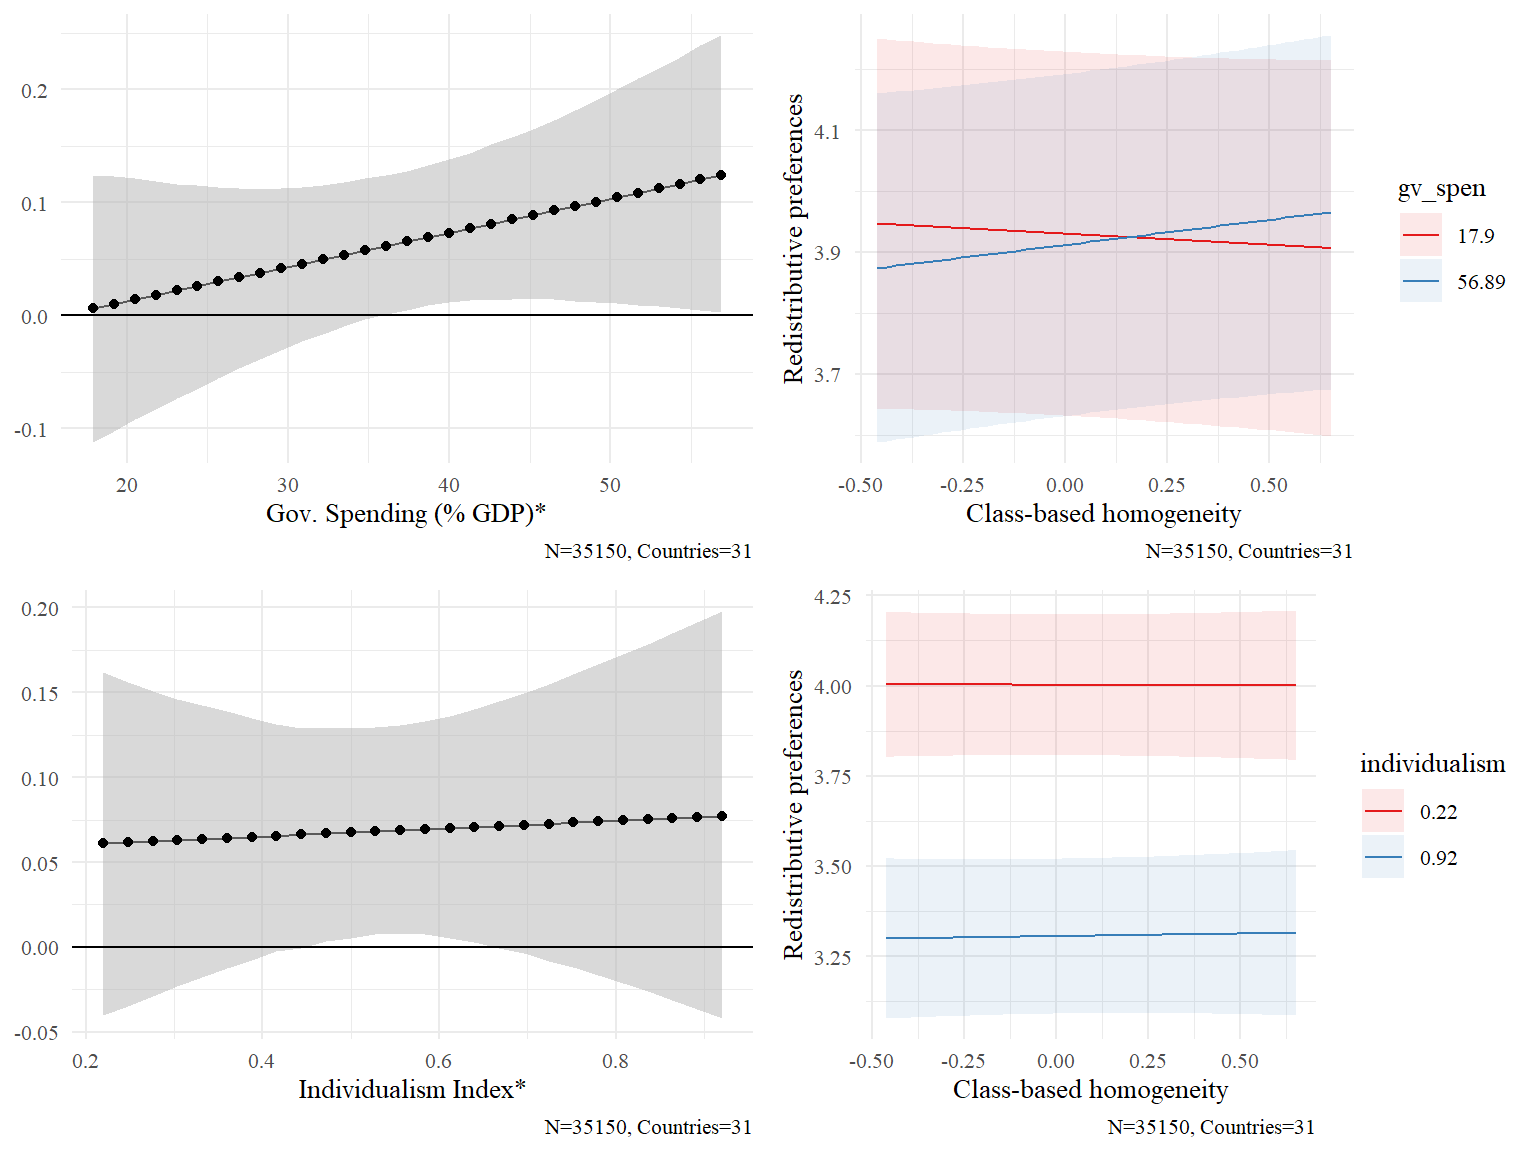 0.2
0.1
0.0
-0.1
20 30 40 50
Gov. Spending (% GDP)*
N=35150, Countries=31
Redistributive preferences
4.1
3.9
3.7
-0.50 -0.25 0.00 0.25 0.50
Class-based homogeneity
N=35150, Countries=31
gv_spen
17.9
56.89
0.20
0.15
0.10
0.05
0.00
-0.05
0.2 0.4 0.6 0.8
Individualism Index*
N=35150, Countries=31
Redistributive preferences
4.25
4.00
3.75
3.50
3.25
-0.50 -0.25 0.00 0.25 0.50
Class-based homogeneity
N=35150, Countries=31
individualism
0.22
0.92